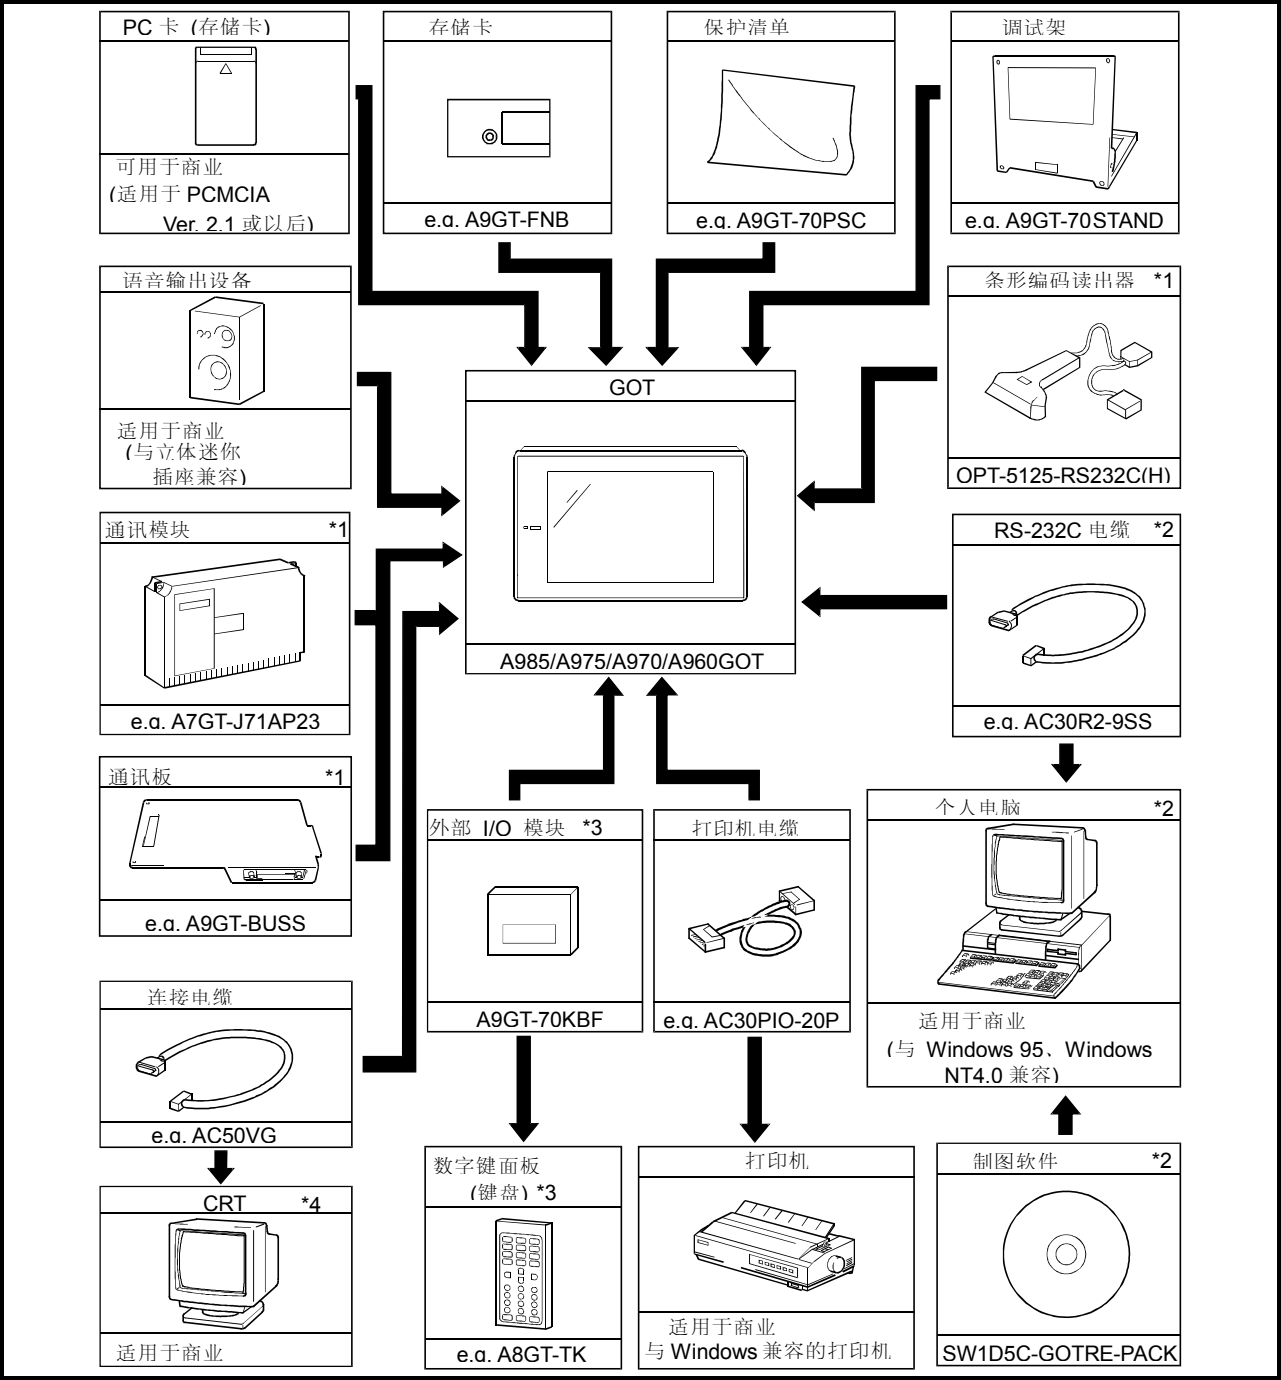 PC 卡 (存储卡)
可用于商业
(适用于 PCMCIA
Ver. 2.1 或以后)
存储卡
e.g. A9GT-FNB
保护清单
e.g. A9GT-70PSC
调试架
e.g. A9GT-70STAND
语音输出设备
适用于商业
(与立体迷你
插座兼容)
GOT
A985/A975/A970/A960GOT
条形编码读出器 *1
OPT-5125-RS232C(H)
通讯模块 *1
e.g. A7GT-J71AP23
RS-232C 电缆 *2
e.g. AC30R2-9SS
通讯板 *1
e.g. A9GT-BUSS
外部 I/O 模块 *3
A9GT-70KBF
打印机电缆
e.g. AC30PIO-20P
个人电脑 *2
适用于商业
(与 Windows 95、Windows
NT4.0 兼容)
连接电缆
e.g. AC50VG
CRT *4
适用于商业
数字键面板
(键盘) *3
e.g. A8GT-TK
打印机
适用于商业
与 Windows 兼容的打印机
制图软件 *2
SW1D5C-GOTRE-PACK